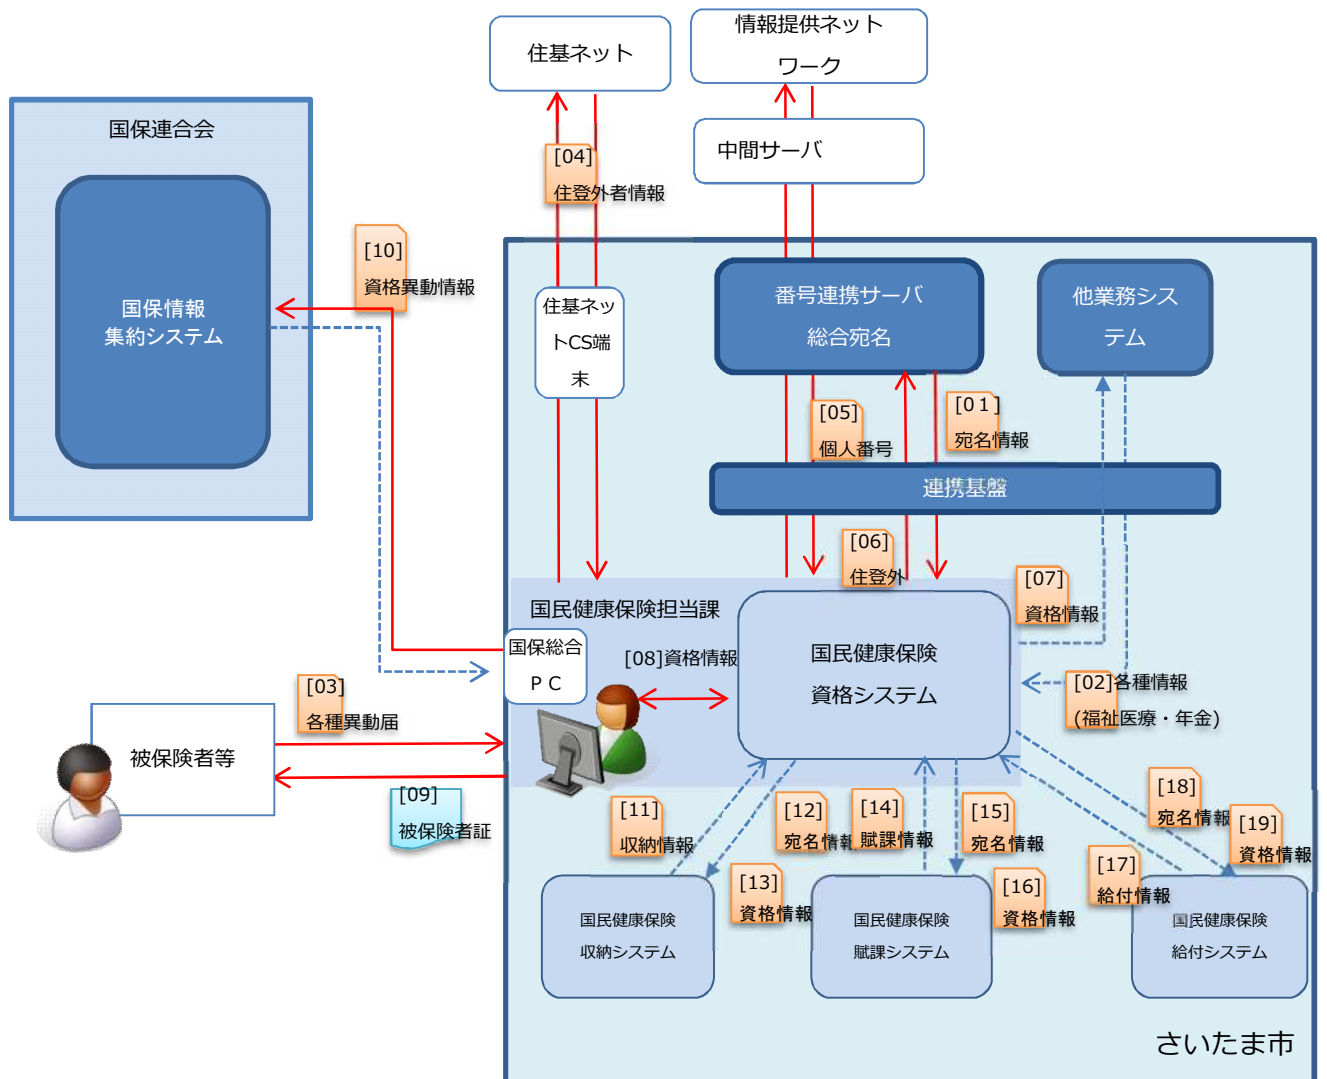 住基ネット
情報提供ネット
ワーク
中間サーバ
国保連合会
[04]
住登外者情報
[10]
資格異動情報
国保情報
集約システム
住基ネッ
トCS端
末
番号連携サーバ
総合宛名
他業務シス
テム
[05]
個人番号
[0１]
宛名情報
連携基盤
[06]
住登外
[07]
資格情報
国民健康保険担当課
国保総合
ＰＣ
[08]資格情報
国民健康保険
資格システム
[02]各種情報
(福祉医療・年金)
[03]
各種異動届
被保険者等
[09]
被保険者証
[11]
収納情報
[12]
宛名情報
[13]
資格情報
[14]
賦課情報
[15]
宛名情報
[16]
資格情報
[17]
給付情報
[18]
宛名情報
[19]
資格情報
国民健康保険
収納システム
国民健康保険
賦課システム
国民健康保険
給付システム
さいたま市